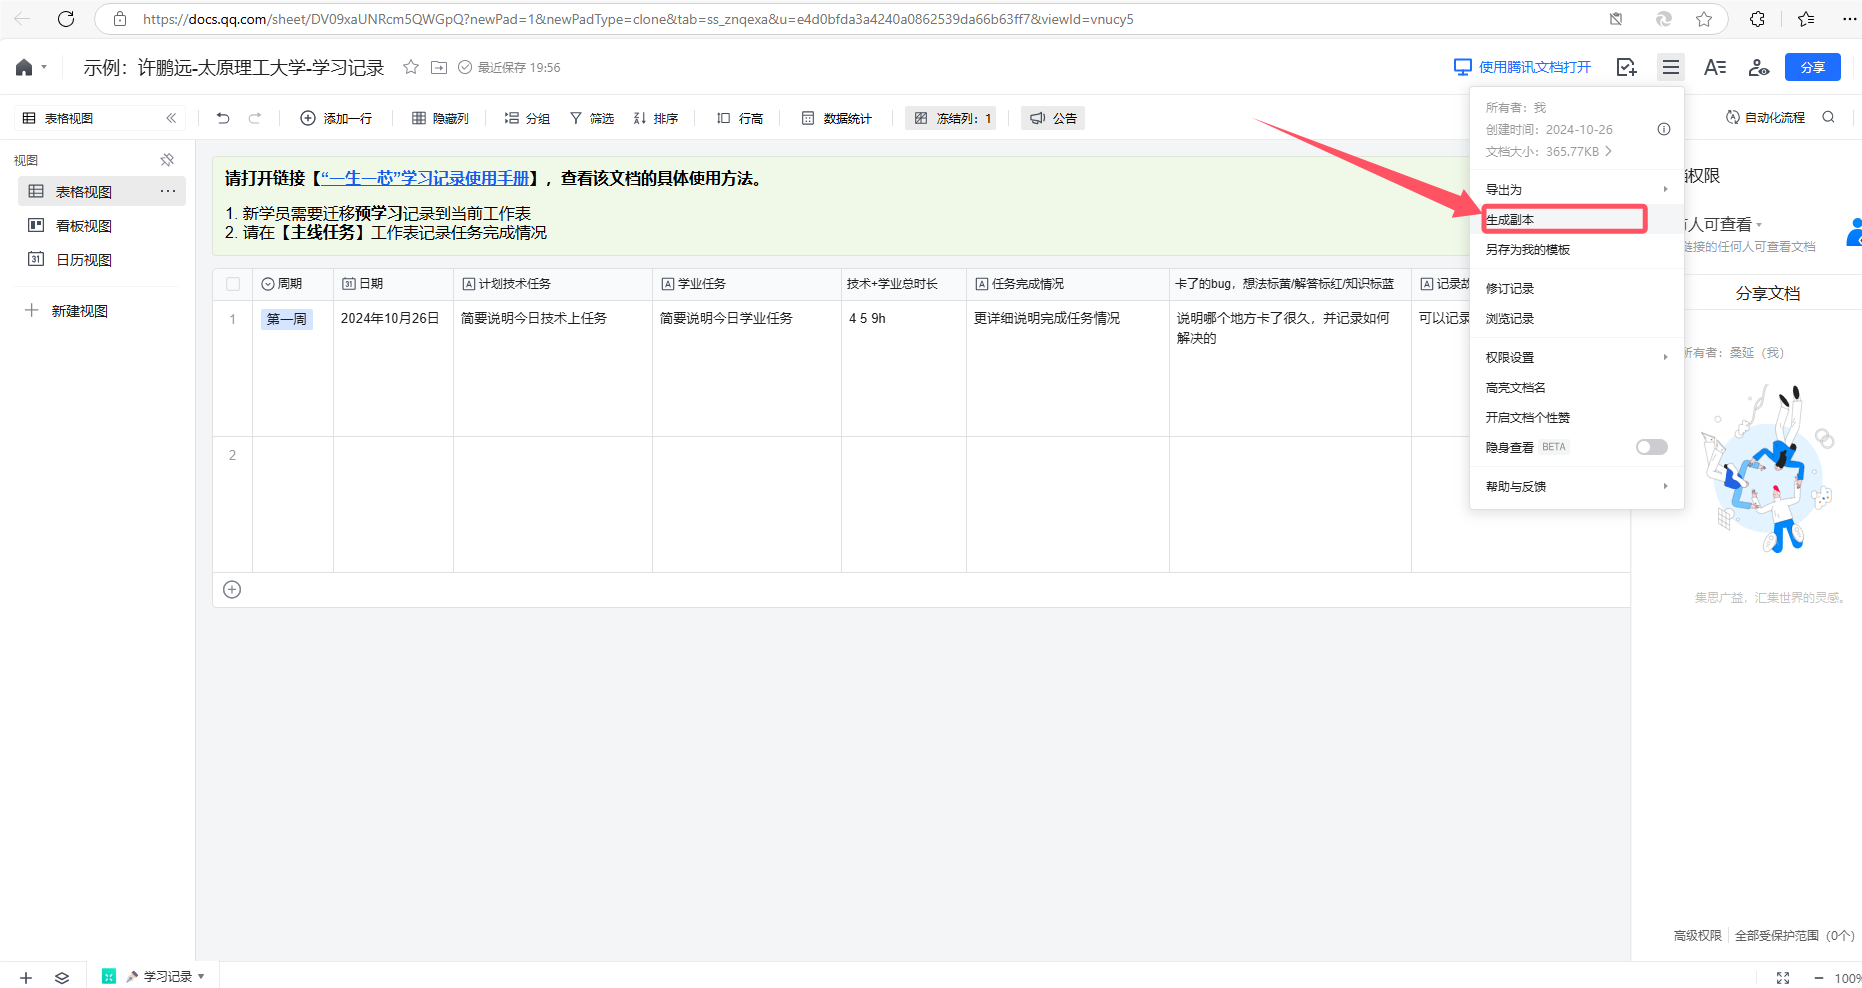 https://docs.qq.com/sheet/DV09xaUNRcm5QWGpQ?newPad=1&newPadType=clone&tab=ss_znqexa&u=e4d0bfda3a4240a0862539da66b63ff7&viewId=vnucy5
示例：许鹏远-太原理工大学-学习记录
最近保存 19:56
使用腾讯文档打开
分享
表格视图
添加一行
隐藏列
分组
筛选
排序
行高
数据统计
冻结列：1
公告
自动化流程
视图
表格视图
看板视图
日历视图
新建视图
请打开链接【“一生一芯”学习记录使用手册】，查看该文档的具体使用方法。
1. 新学员需要迁移预学习记录到当前工作表
2. 请在【主线任务】工作表记录任务完成情况
周期
日期
计划技术任务
学业任务
技术+学业总时长
任务完成情况
卡了的bug，想法标黄/解答标红/知识标蓝
记录故
1
第一周
2024年10月26日
简要说明今日技术上任务
简要说明今日学业任务
4 5 9h
更详细说明完成任务情况
说明哪个地方卡了很久，并记录如何
解决的
可以记录
2
所有者：我
创建时间：2024-10-26
文档大小：365.77KB
导出为
生成副本
另存为我的模板
修订记录
浏览记录
权限设置
高亮文档名
开启文档个性赞
隐身查看 BETA
帮助与反馈
权限
人可查看
链接的任何人可查看文档
分享文档
所有者：桑延（我）
集思广益，汇集世界的灵感。
高级权限
全部受保护范围（0个）
学习记录
100%